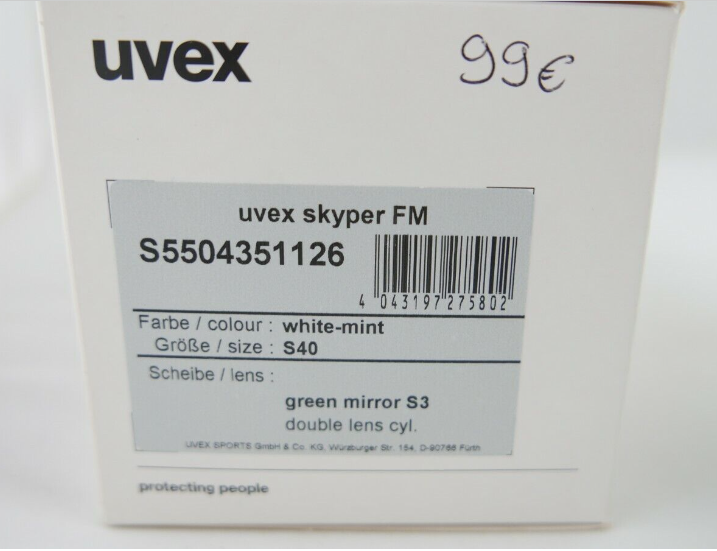 uvex
99€
uvex skyper FM
S5504351126
4 043197 275802
Farbe / colour : white-mint
Größe / size : S40
Scheibe / lens :
green mirror S3
double lens cyl.
UVEX SPORTS GmbH & Co. KG, Würzburger Str. 154, D-90766 Fürth
protecting people